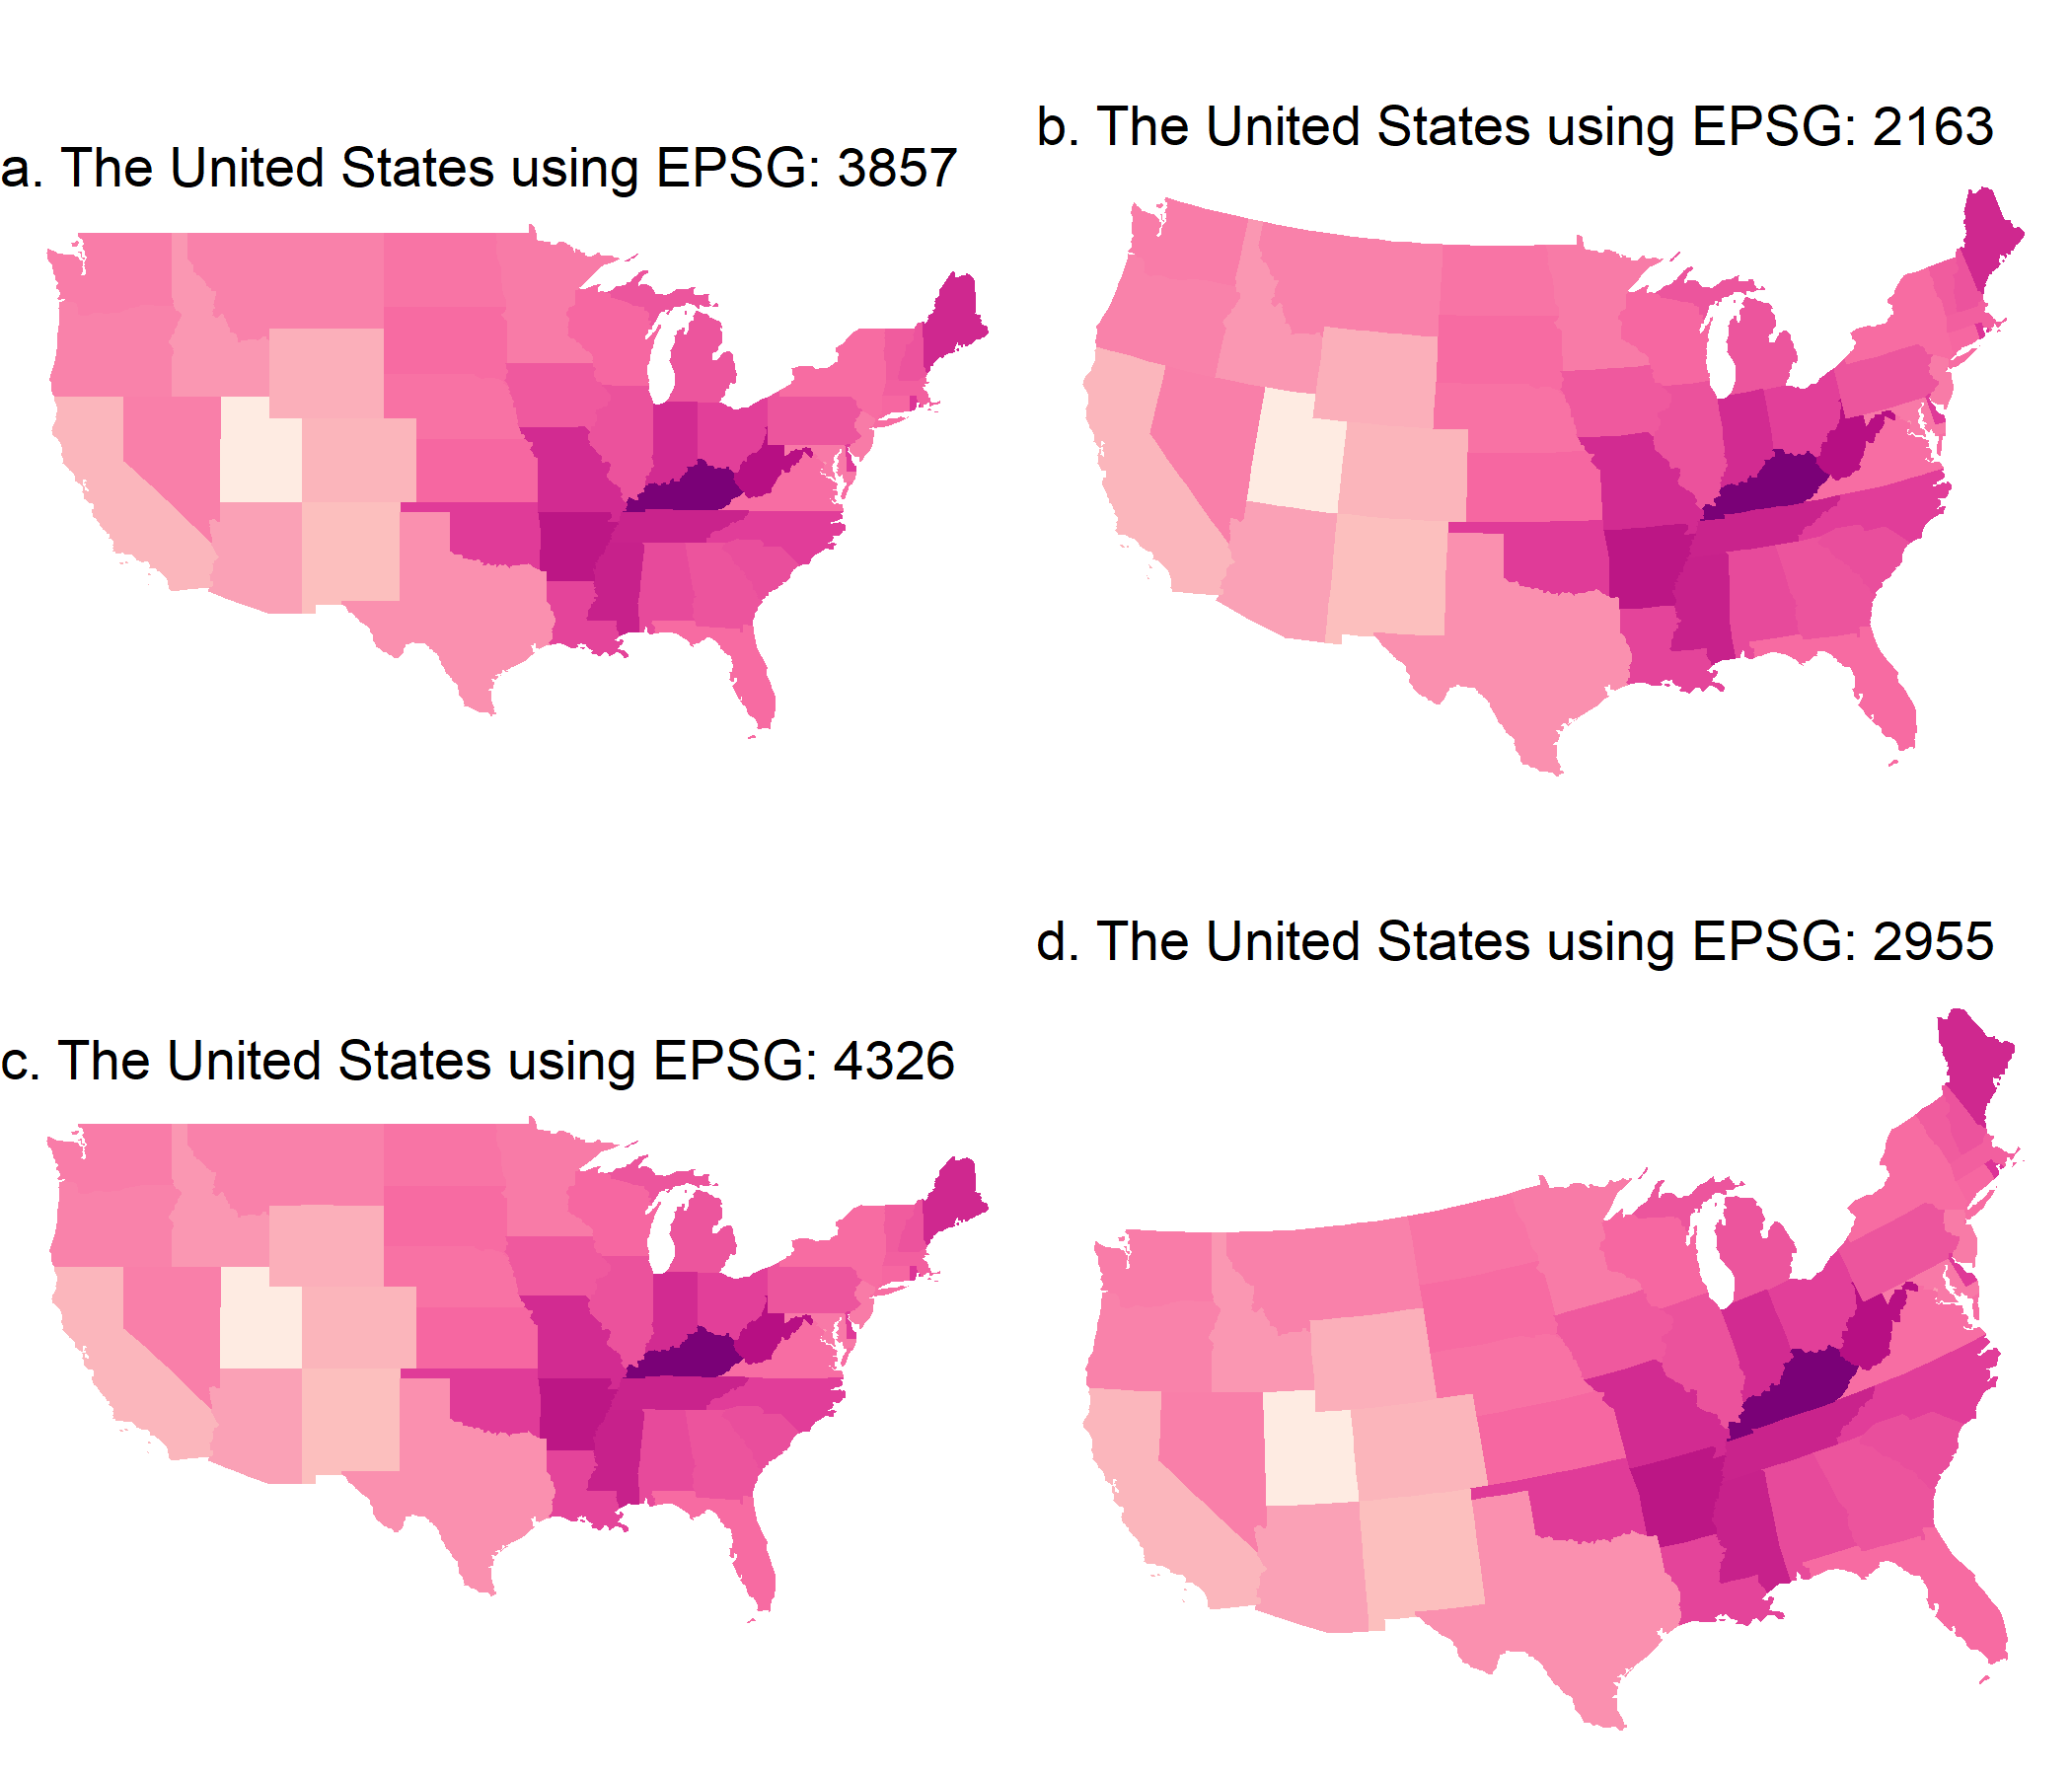 a. The United States using EPSG: 3857
b. The United States using EPSG: 2163
c. The United States using EPSG: 4326
d. The United States using EPSG: 2955